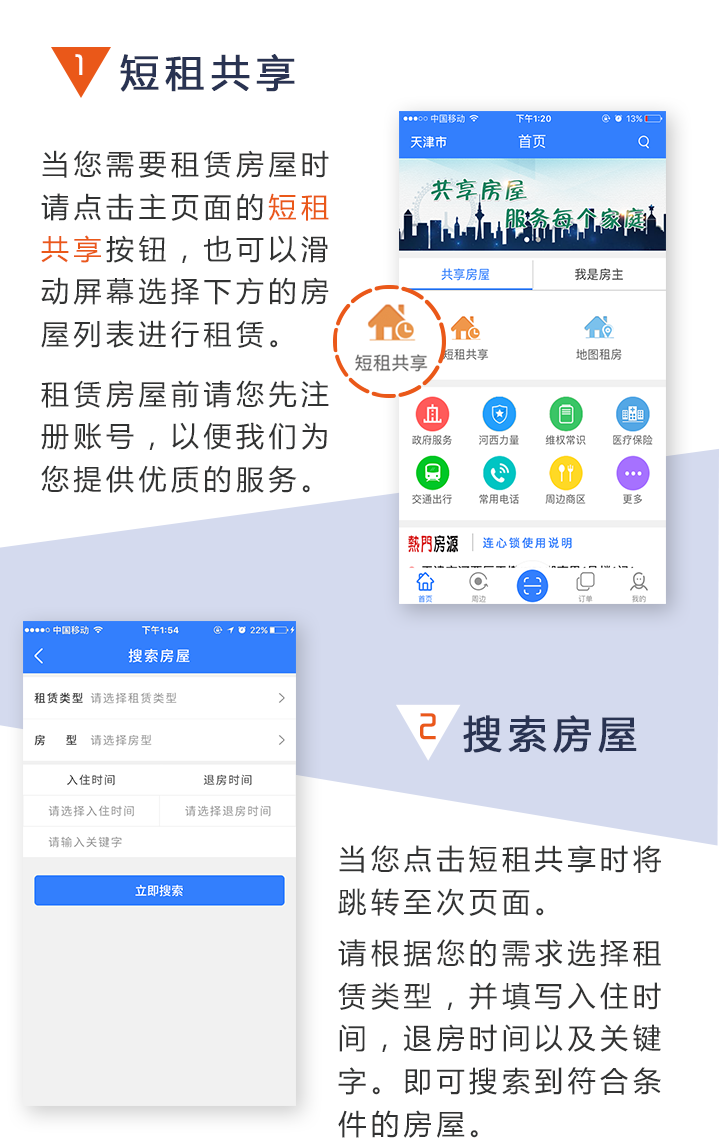 1
短租共享
当您需要租赁房屋时
请点击主页面的短租
共享按钮，也可以滑
动屏幕选择下方的房
屋列表进行租赁。
租赁房屋前请您先注
册账号，以便我们为
您提供优质的服务。
中国移动 下午1:20 13%
天津市 首页
共享房屋
服务每个家庭
共享房屋 我是房主
短租共享
短租共享 地图租房
政府服务 河西力量 维权常识 医疗保险
交通出行 常用电话 周边商区 更多
熱門房源 连心锁使用说明
首页 周边 订单 我的
中国移动 下午1:54 22%
搜索房屋
租赁类型 请选择租赁类型
房 型 请选择房型
入住时间 退房时间
请选择入住时间 请选择退房时间
请输入关键字
立即搜索
2
搜索房屋
当您点击短租共享时将
跳转至次页面。
请根据您的需求选择租
赁类型，并填写入住时
间，退房时间以及关键
字。即可搜索到符合条
件的房屋。